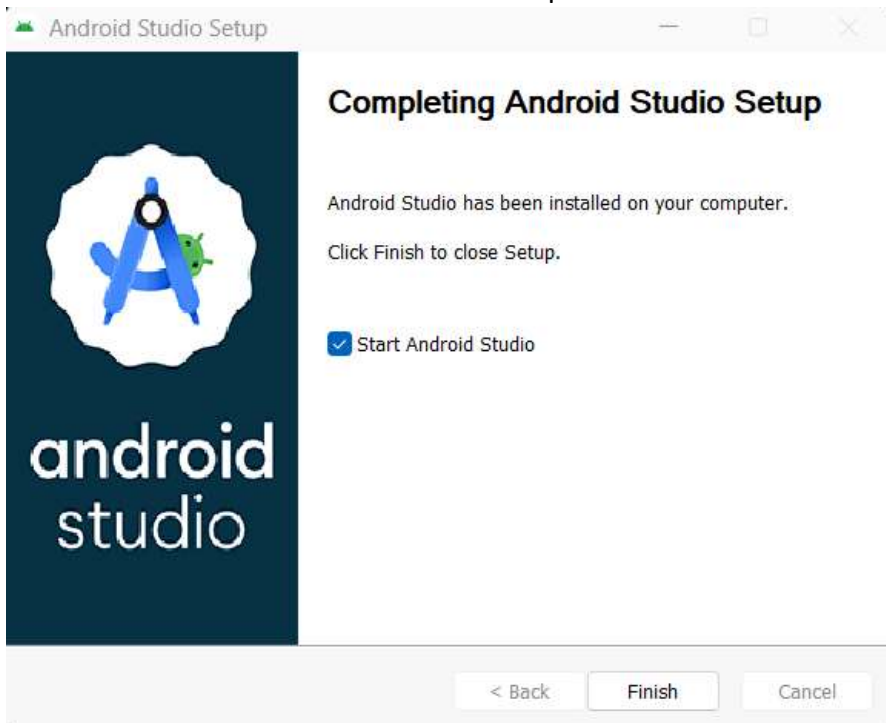 Android Studio Setup
Completing Android Studio Setup
Android Studio has been installed on your computer.
Click Finish to close Setup.
Start Android Studio
android
studio
< Back
Finish
Cancel